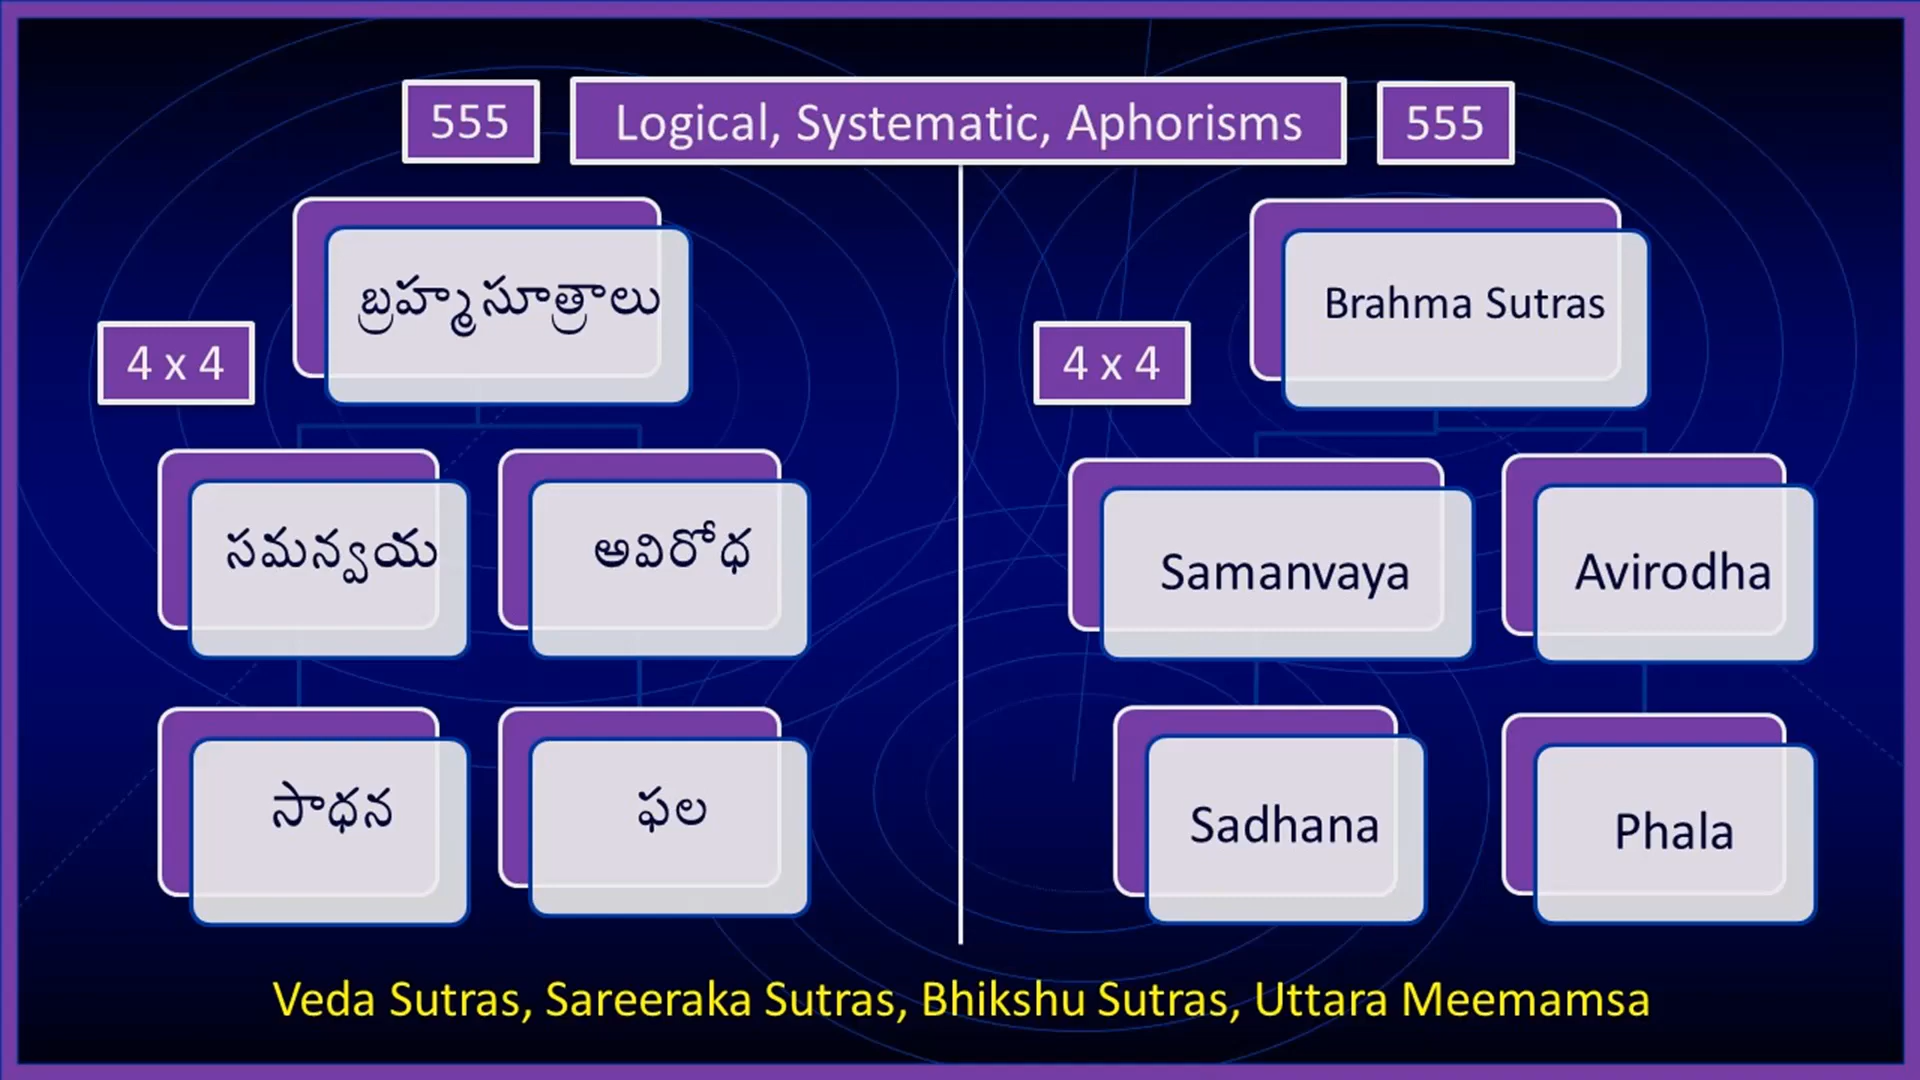 555 Logical, Systematic, Aphorisms 555
బ్రహ్మ సూత్రాలు
4 x 4
సమన్వయ అవిరోధ
సాధన ఫల
Brahma Sutras
4 x 4
Samanvaya Avirodha
Sadhana Phala
Veda Sutras, Sareeraka Sutras, Bhikshu Sutras, Uttara Meemamsa